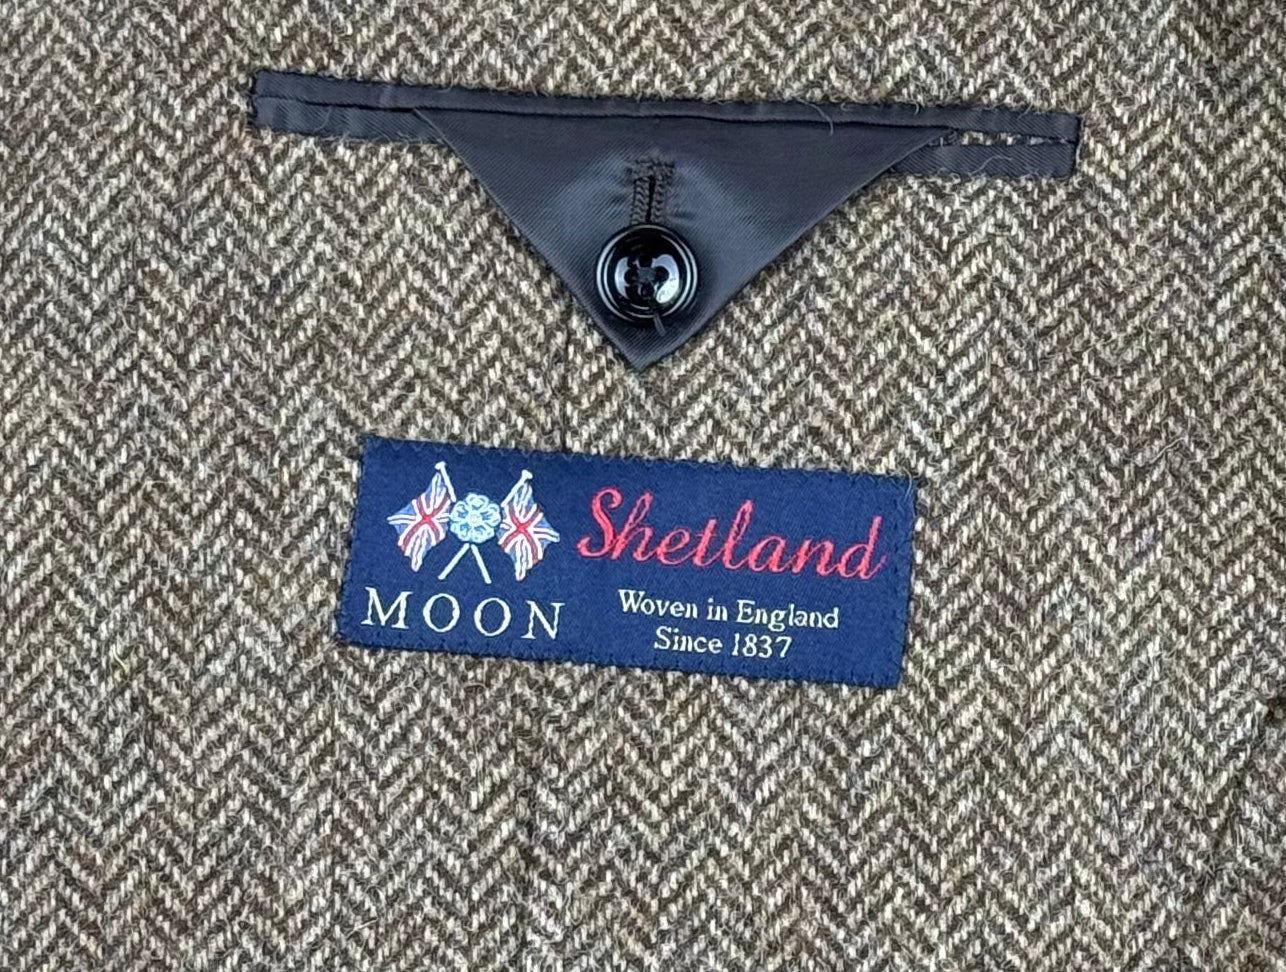 Shetland
MOON
Woven in England
Since 1837